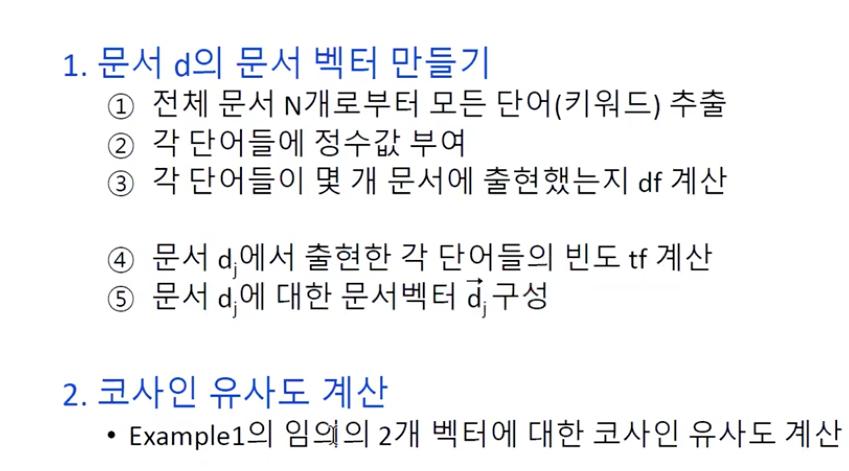 1. 문서 d의 문서 벡터 만들기
① 전체 문서 N개로부터 모든 단어(키워드) 추출
② 각 단어들에 정수값 부여
③ 각 단어들이 몇 개 문서에 출현했는지 df 계산
④ 문서 dj에서 출현한 각 단어들의 빈도 tf 계산
⑤ 문서 dj에 대한 문서벡터 d⃗j 구성
2. 코사인 유사도 계산
• Example1의 임의의 2개 벡터에 대한 코사인 유사도 계산